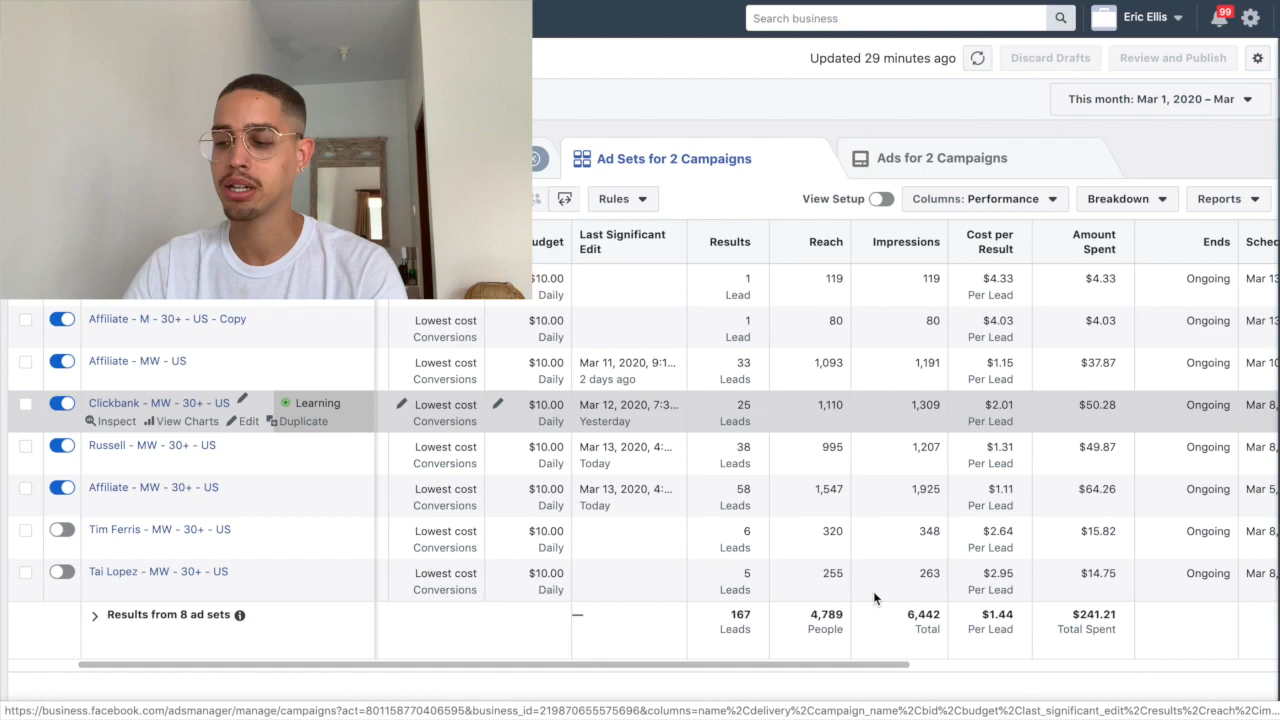 Search business
Eric Ellis
99
Updated 29 minutes ago
Discard Drafts
Review and Publish
This month: Mar 1, 2020 – Mar
Ad Sets for 2 Campaigns
Ads for 2 Campaigns
Rules
View Setup
Columns: Performance
Breakdown
Reports
udget
Last Significant
Edit
Results
Reach
Impressions
Cost per
Result
Amount
Spent
Ends
Sched
$10.00 1 119 119 $4.33 $4.33 Ongoing Mar 13
Daily Lead Per Lead
Affiliate - M - 30+ - US - Copy Lowest cost $10.00 1 80 80 $4.03 $4.03 Ongoing Mar 13
Conversions Daily Lead Per Lead
Affiliate - MW - US Lowest cost $10.00 Mar 11, 2020, 9:1... 33 1,093 1,191 $1.15 $37.87 Ongoing Mar 10
Conversions Daily 2 days ago Leads Per Lead
Clickbank - MW - 30+ - US Learning Lowest cost $10.00 Mar 12, 2020, 7:3... 25 1,110 1,309 $2.01 $50.28 Ongoing Mar 8,
Inspect View Charts Edit Duplicate Conversions Daily Yesterday Leads Per Lead
Russell - MW - 30+ - US Lowest cost $10.00 Mar 13, 2020, 4:... 38 995 1,207 $1.31 $49.87 Ongoing Mar 8,
Conversions Daily Today Leads Per Lead
Affiliate - MW - 30+ - US Lowest cost $10.00 Mar 13, 2020, 4:... 58 1,547 1,925 $1.11 $64.26 Ongoing Mar 5,
Conversions Daily Today Leads Per Lead
Tim Ferris - MW - 30+ - US Lowest cost $10.00 6 320 348 $2.64 $15.82 Ongoing Mar 8,
Conversions Daily Leads Per Lead
Tai Lopez - MW - 30+ - US Lowest cost $10.00 5 255 263 $2.95 $14.75 Ongoing Mar 8,
Conversions Daily Leads Per Lead
Results from 8 ad sets — 167 4,789 6,442 $1.44 $241.21
Leads People Total Per Lead Total Spent
https://business.facebook.com/adsmanager/manage/campaigns?act=801158770406595&business_id=219870655575696&columns=name%2Cdelivery%2Ccampaign_name%2Cbid%2Cbudget%2Clast_significant_edit%2Cresults%2Creach%2Cim...